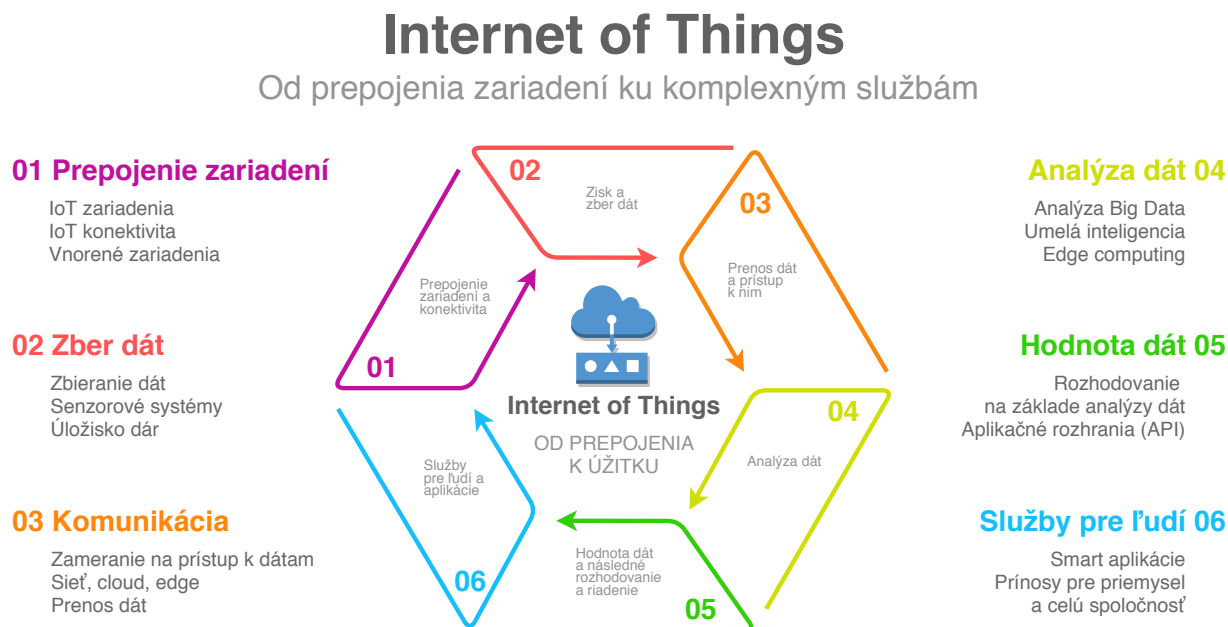 Internet of Things
Od prepojenia zariadení ku komplexným službám
01 Prepojenie zariadení
IoT zariadenia
IoT konektivita
Vnorené zariadenia
02 Zber dát
Zbieranie dát
Senzorové systémy
Úložisko dár
03 Komunikácia
Zameranie na prístup k dátam
Sieť, cloud, edge
Prenos dát
01
Prepojenie
zariadení a
konektivita
02
Zisk a
zber dát
03
Prenos dát
a prístup
k nim
04
Analýza dát
05
Hodnota dát
a následné
rozhodovanie
a riadenie
06
Služby
pre ľudí a
aplikácie
Internet of Things
OD PREPOJENIA
K ÚŽITKU
Analýza dát 04
Analýza Big Data
Umelá inteligencia
Edge computing
Hodnota dát 05
Rozhodovanie
na základe analýzy dát
Aplikačné rozhrania (API)
Služby pre ľudí 06
Smart aplikácie
Prínosy pre priemysel
a celú spoločnosť